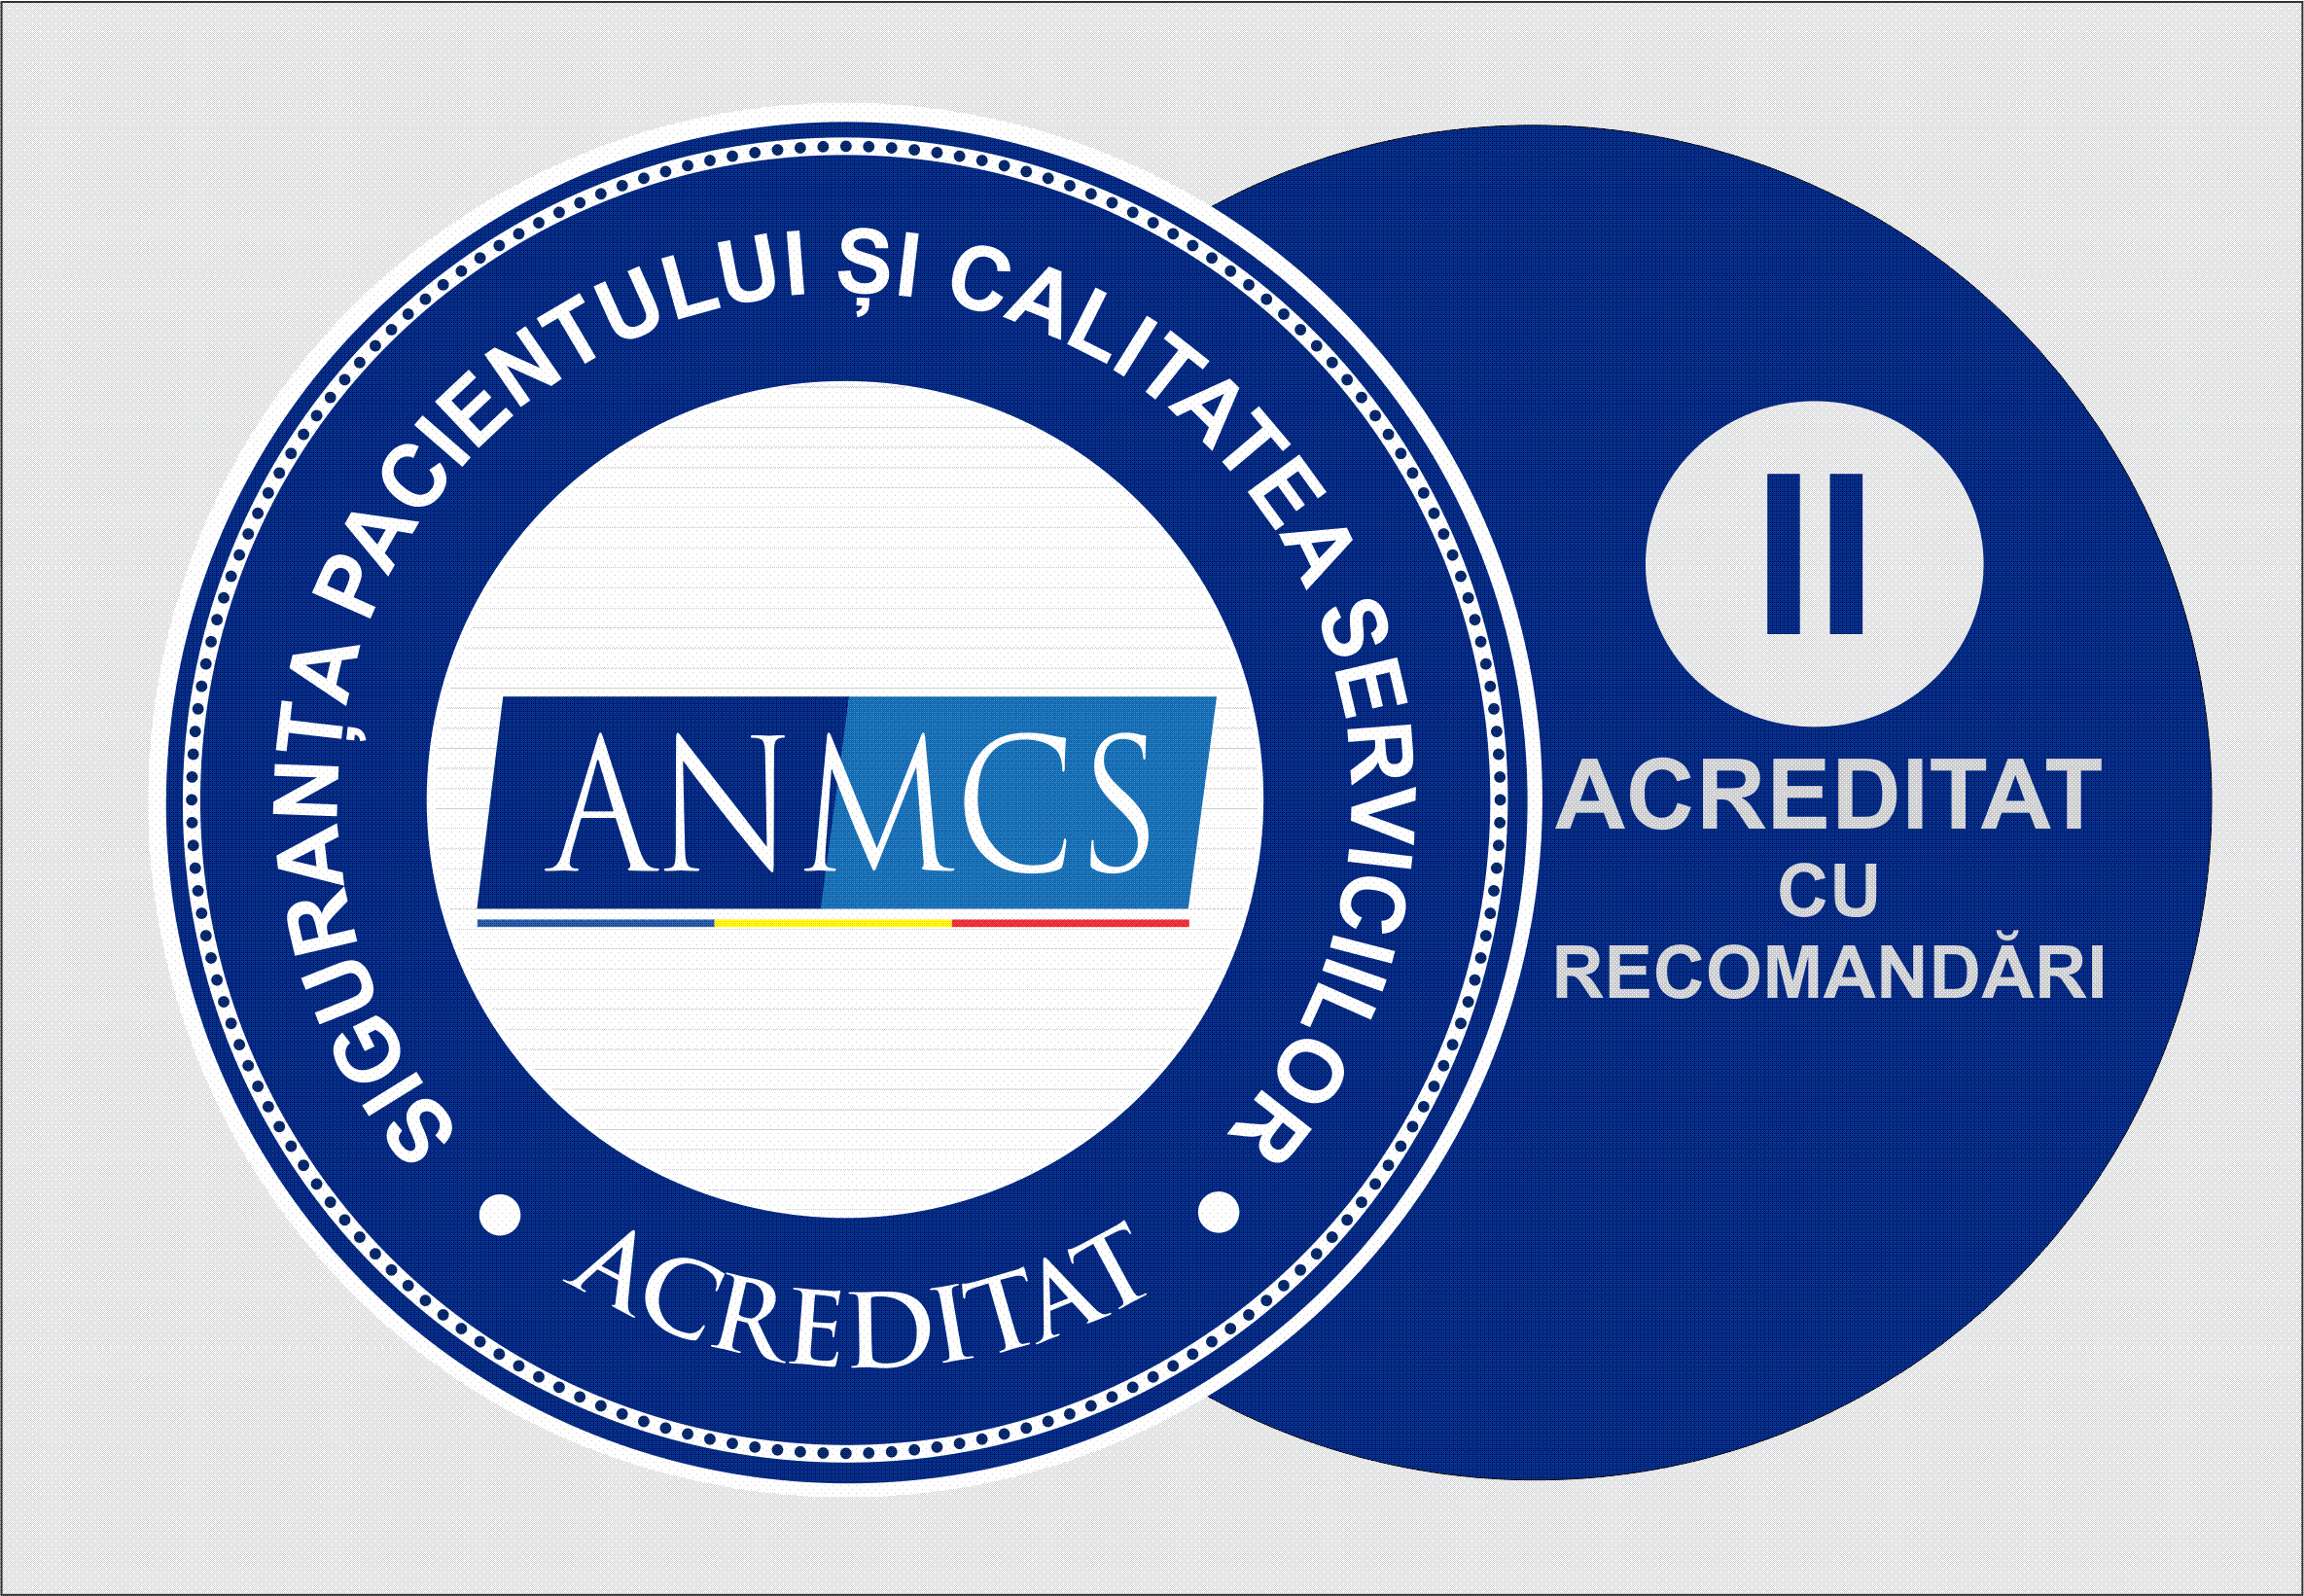 SIGURANȚA PACIENTULUI ȘI CALITATEA SERVICIILOR
ANMCS
• ACREDITAT •
II
ACREDITAT
CU
RECOMANDĂRI